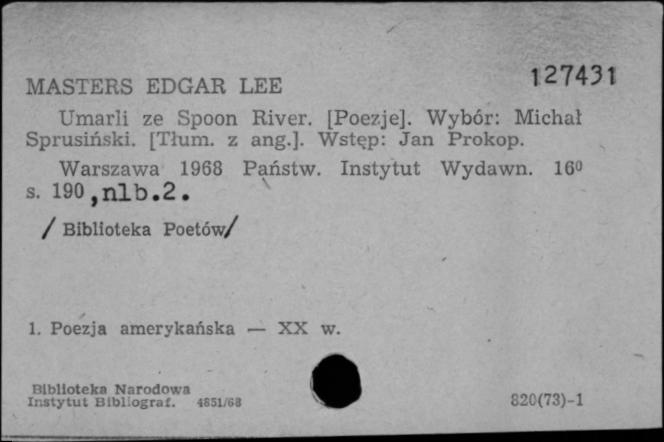 127431
MASTERS EDGAR LEE
Umarli ze Spoon River. [Poezje]. Wybór: Michał
Sprusiński. [Tłum. z ang.]. Wstęp: Jan Prokop.
Warszawa 1968 Państw. Instytut Wydawn. 16⁰
s. 190,nlb.2.
/Biblioteka Poetów/
1. Poezja amerykańska — XX w.
Biblioteka Narodowa
Instytut Bibliograf. 4851/68
820(73)-1